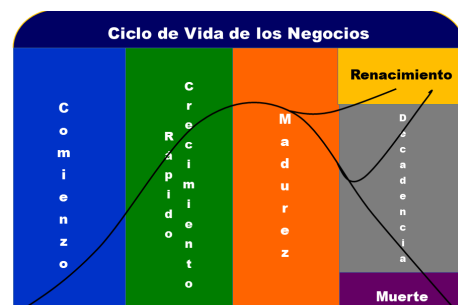 Ciclo de Vida de los Negocios
Comienzo
Rápido
Crecimiento
Madurez
Renacimiento
Decadencia
Muerte